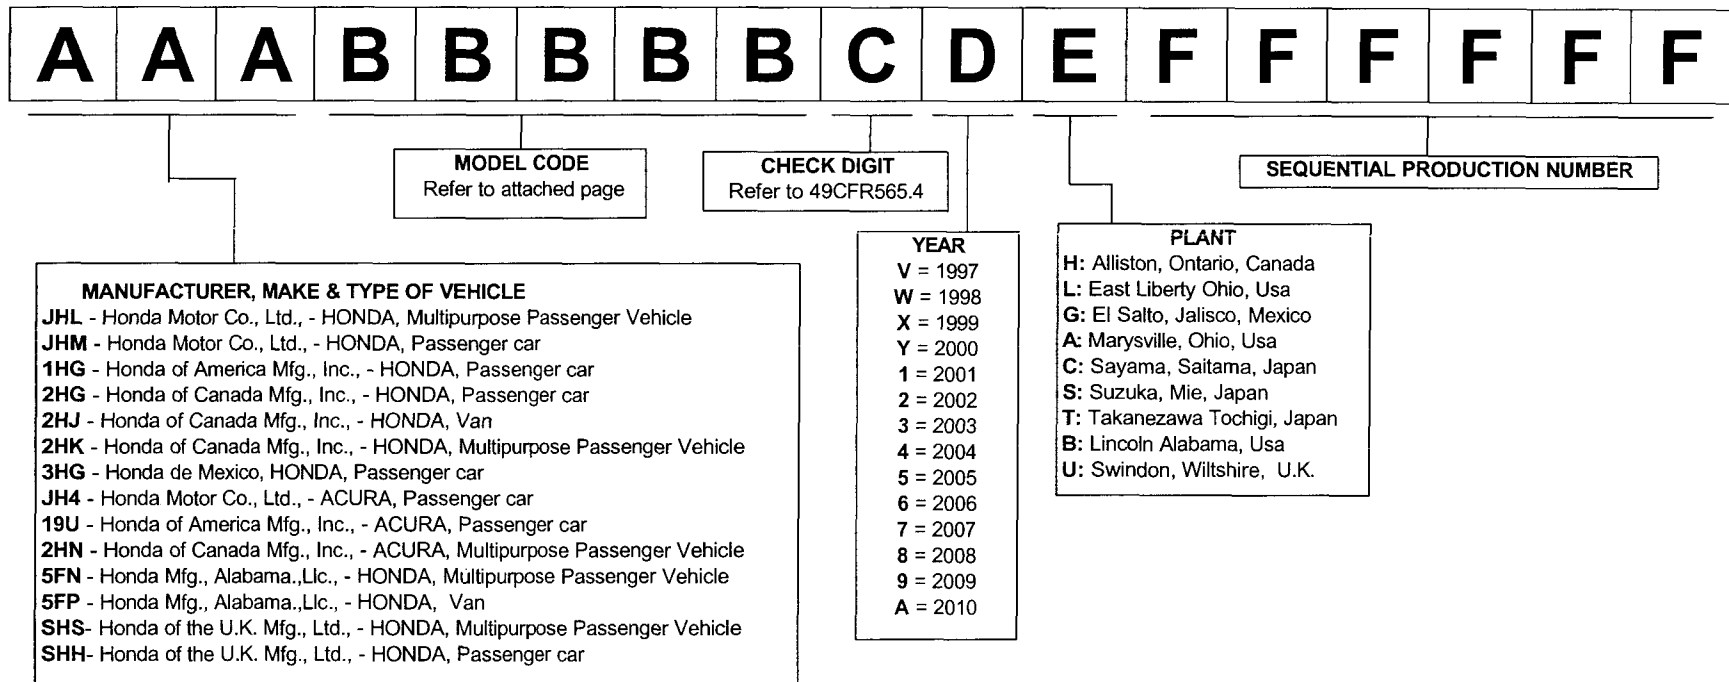 A A A B B B B B C D E F F F F F F
MODEL CODE
Refer to attached page
CHECK DIGIT
Refer to 49CFR565.4
SEQUENTIAL PRODUCTION NUMBER
MANUFACTURER, MAKE & TYPE OF VEHICLE
JHL - Honda Motor Co., Ltd., - HONDA, Multipurpose Passenger Vehicle
JHM - Honda Motor Co., Ltd., - HONDA, Passenger car
1HG - Honda of America Mfg., Inc., - HONDA, Passenger car
2HG - Honda of Canada Mfg., Inc., - HONDA, Passenger car
2HJ - Honda of Canada Mfg., Inc., - HONDA, Van
2HK - Honda of Canada Mfg., Inc., - HONDA, Multipurpose Passenger Vehicle
3HG - Honda de Mexico, HONDA, Passenger car
JH4 - Honda Motor Co., Ltd., - ACURA, Passenger car
19U - Honda of America Mfg., Inc., - ACURA, Passenger car
2HN - Honda of Canada Mfg., Inc., - ACURA, Multipurpose Passenger Vehicle
5FN - Honda Mfg., Alabama.,Llc., - HONDA, Multipurpose Passenger Vehicle
5FP - Honda Mfg., Alabama.,Llc., - HONDA, Van
SHS- Honda of the U.K. Mfg., Ltd., - HONDA, Multipurpose Passenger Vehicle
SHH- Honda of the U.K. Mfg., Ltd., - HONDA, Passenger car
YEAR
V = 1997
W = 1998
X = 1999
Y = 2000
1 = 2001
2 = 2002
3 = 2003
4 = 2004
5 = 2005
6 = 2006
7 = 2007
8 = 2008
9 = 2009
A = 2010
PLANT
H: Alliston, Ontario, Canada
L: East Liberty Ohio, Usa
G: El Salto, Jalisco, Mexico
A: Marysville, Ohio, Usa
C: Sayama, Saitama, Japan
S: Suzuka, Mie, Japan
T: Takanezawa Tochigi, Japan
B: Lincoln Alabama, Usa
U: Swindon, Wiltshire, U.K.